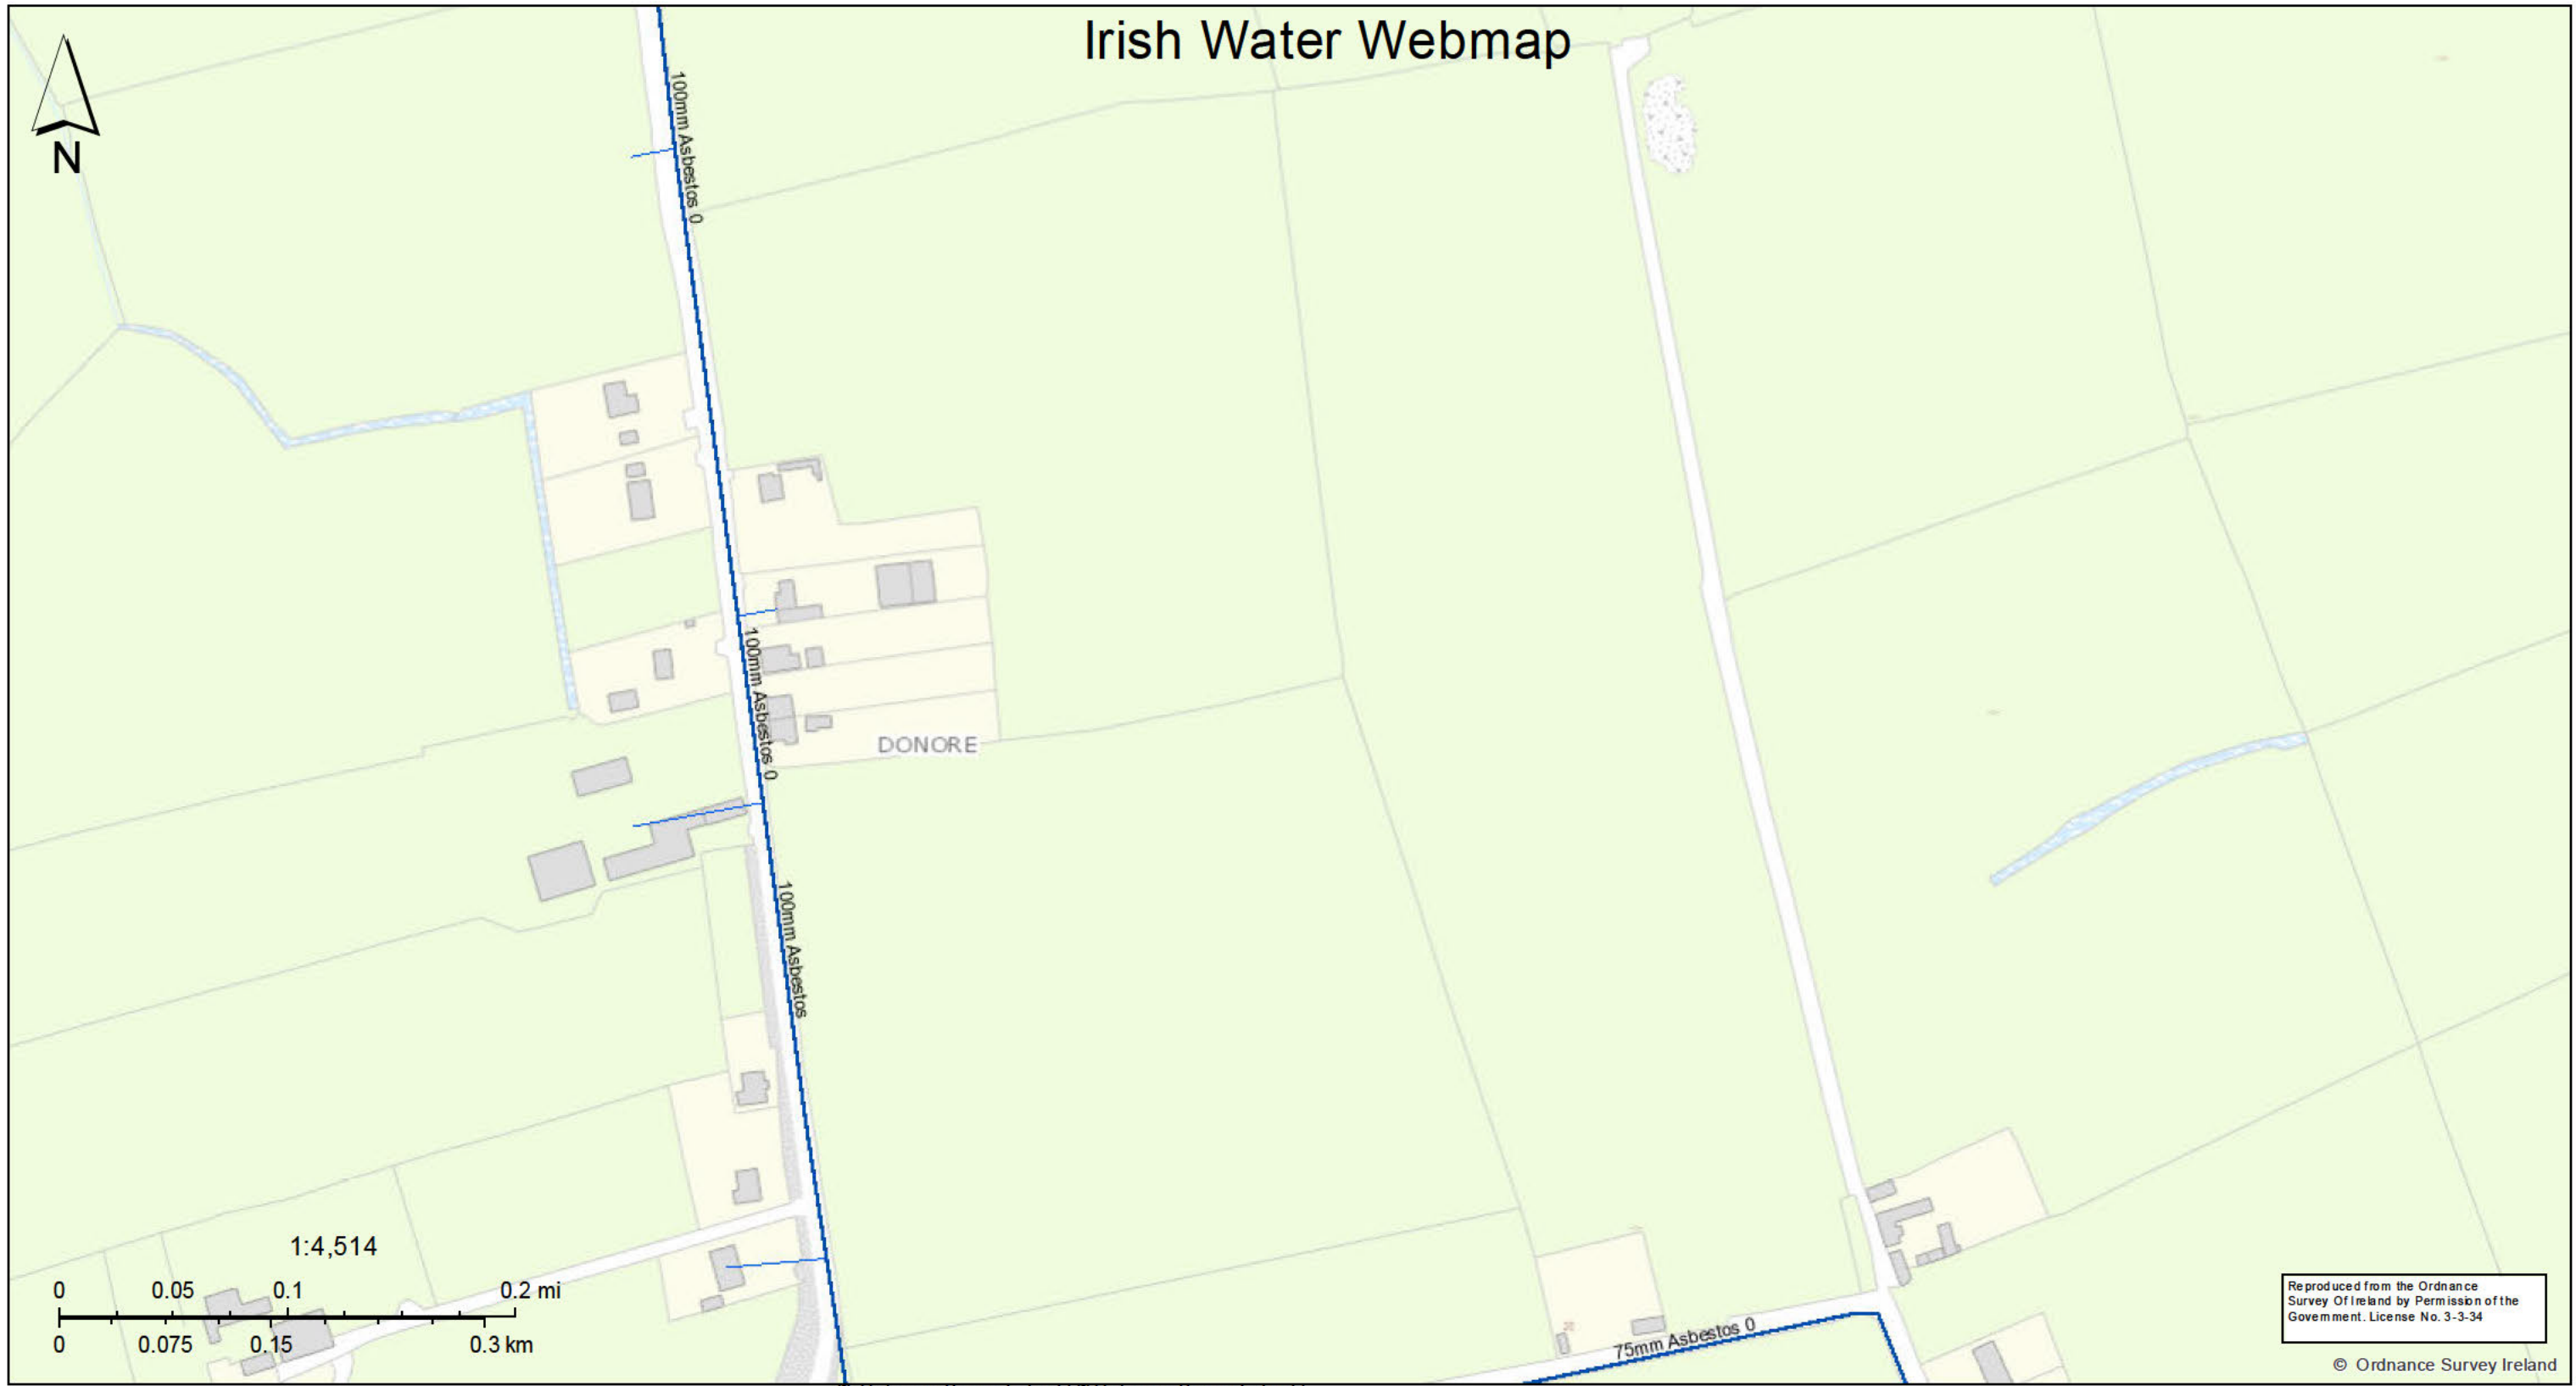 Irish Water Webmap
N
100mm Asbestos 0
100mm Asbestos 0
DONORE
100mm Asbestos
1:4,514
0 0.05 0.1 0.2 mi
0 0.075 0.15 0.3 km
75mm Asbestos 0
Reproduced from the Ordnance
Survey Of Ireland by Permission of the
Government. License No. 3-3-34
© Ordnance Survey Ireland